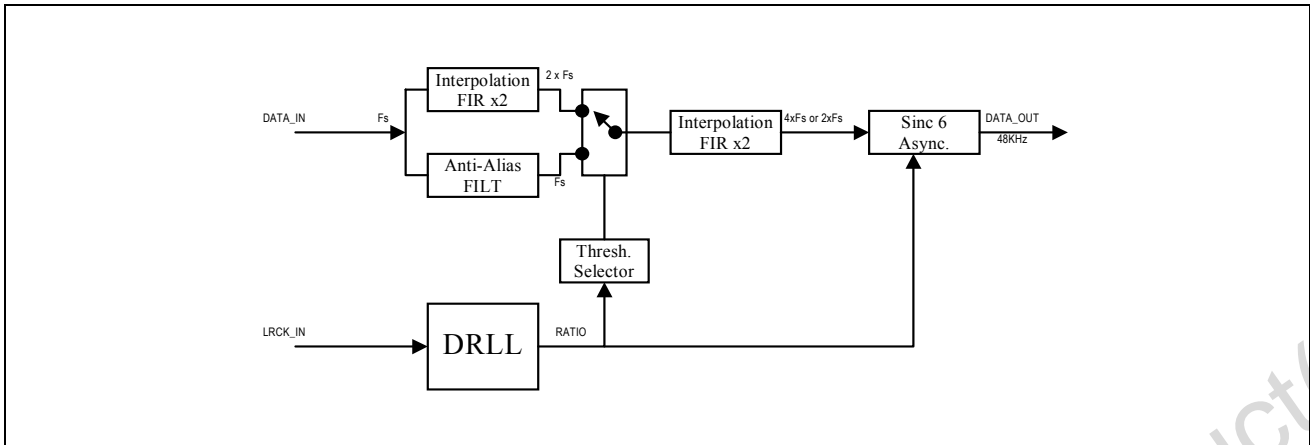 Interpolation
FIR x2
2 x Fs
DATA_IN
Fs
Anti-Alias
FILT
Fs
Interpolation
FIR x2
4xFs or 2xFs
Sinc 6
Async.
DATA_OUT
48KHz
Thresh.
Selector
LRCK_IN
DRLL
RATIO